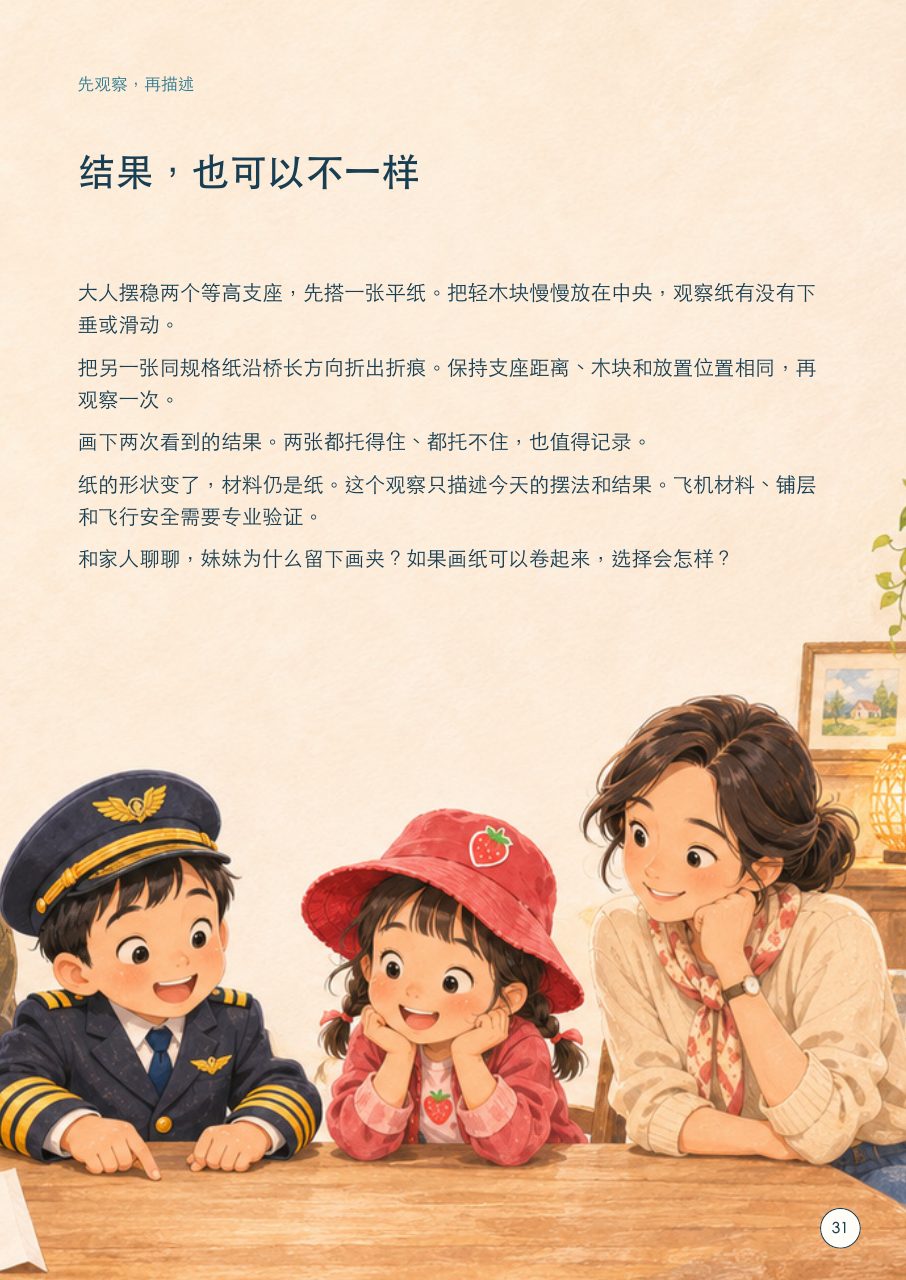 先观察，再描述
结果，也可以不一样
大人摆稳两个等高支座，先搭一张平纸。把轻木块慢慢放在中央，观察纸有没有下
垂或滑动。
把另一张同规格纸沿桥长方向折出折痕。保持支座距离、木块和放置位置相同，再
观察一次。
画下两次看到的结果。两张都托得住、都托不住，也值得记录。
纸的形状变了，材料仍是纸。这个观察只描述今天的摆法和结果。飞机材料、铺层
和飞行安全需要专业验证。
和家人聊聊，妹妹为什么留下画夹？如果画纸可以卷起来，选择会怎样？
31